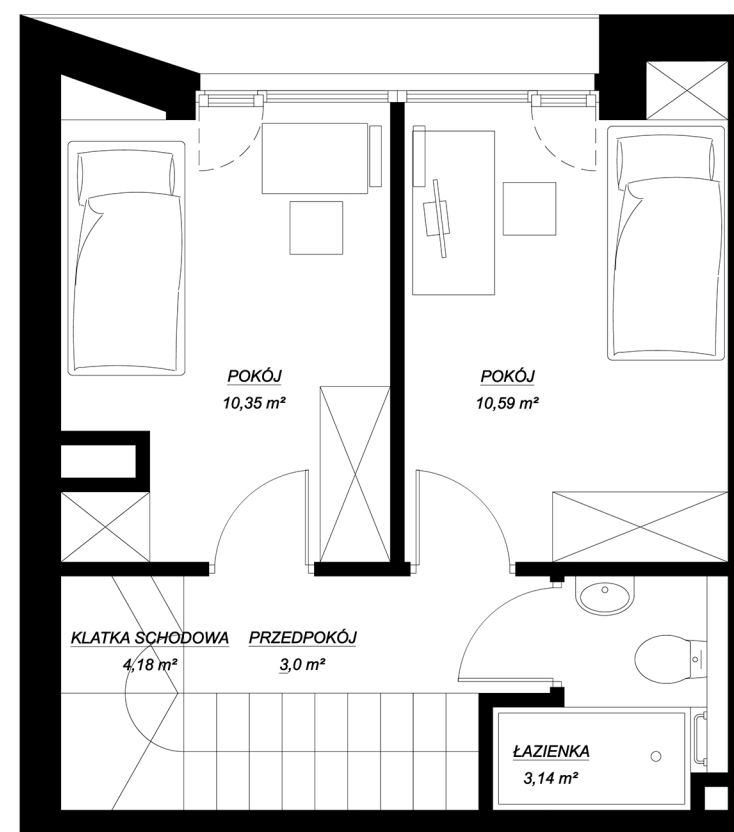 POKÓJ
10,35 m²
POKÓJ
10,59 m²
KLATKA SCHODOWA
4,18 m²
PRZEDPOKÓJ
3,0 m²
ŁAZIENKA
3,14 m²